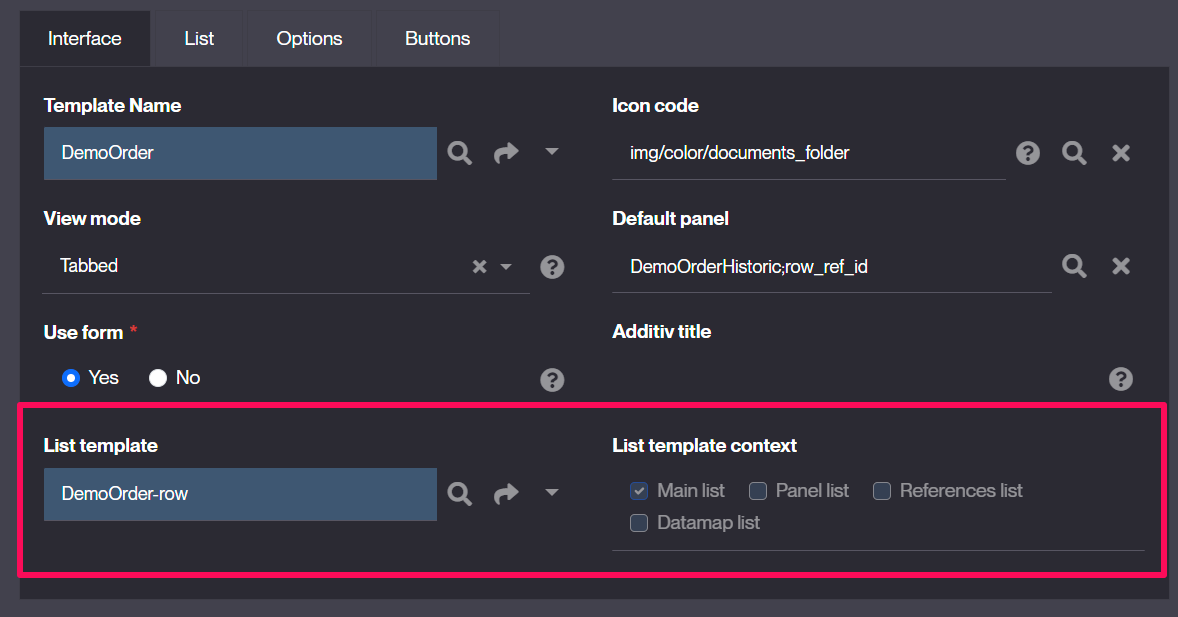 Interface List Options Buttons
Template Name Icon code
DemoOrder img/color/documents_folder
View mode Default panel
Tabbed DemoOrderHistoric;row_ref_id
Use form * Additiv title
Yes No
List template List template context
DemoOrder-row Main list Panel list References list
Datamap list